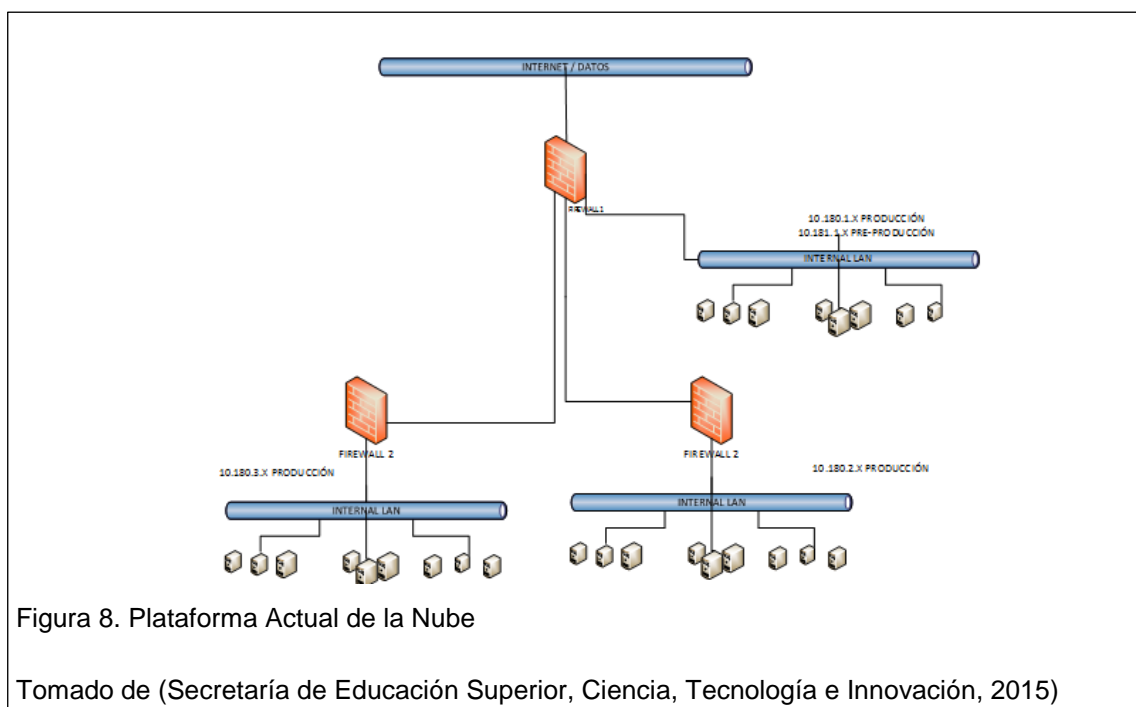 INTERNET / DATOS
FIREWALL1
10.180.1.X PRODUCCIÓN
10.181.1.X PRE-PRODUCCIÓN
INTERNAL LAN
FIREWALL 2
FIREWALL 2
10.180.3.X PRODUCCIÓN
10.180.2.X PRODUCCIÓN
INTERNAL LAN
INTERNAL LAN
Figura 8. Plataforma Actual de la Nube
Tomado de (Secretaría de Educación Superior, Ciencia, Tecnología e Innovación, 2015)